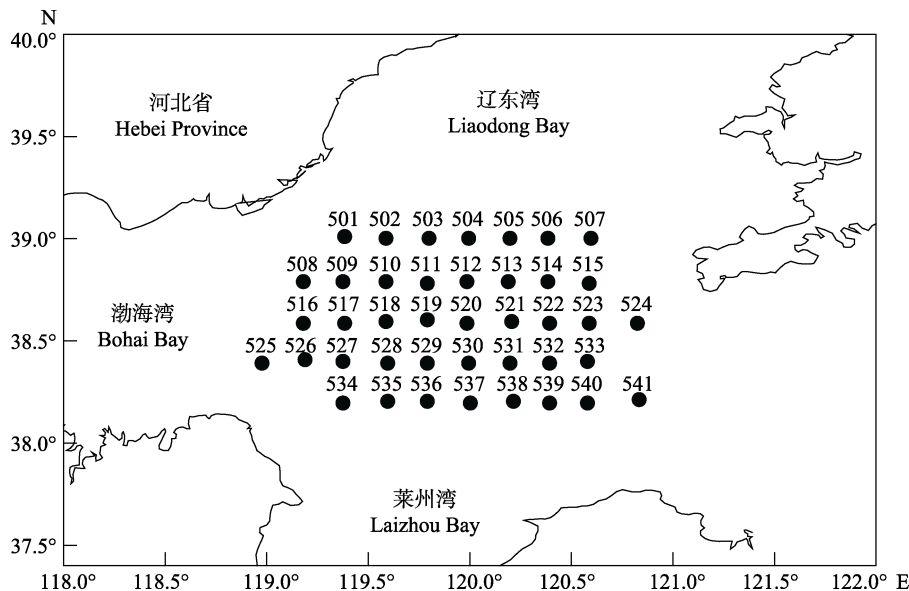 N
40.0°
河北省
Hebei Province
辽东湾
Liaodong Bay
39.5°
501 502 503 504 505 506 507
39.0°
508 509 510 511 512 513 514 515
516 517 518 519 520 521 522 523 524
渤海湾
Bohai Bay
38.5°
525 526 527 528 529 530 531 532 533
534 535 536 537 538 539 540 541
38.0°
莱州湾
Laizhou Bay
37.5°
118.0° 118.5° 119.0° 119.5° 120.0° 120.5° 121.0° 121.5° 122.0° E